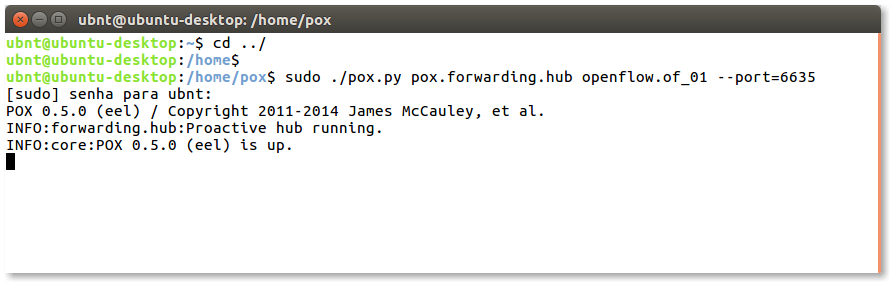 ubnt@ubuntu-desktop: /home/pox
ubnt@ubuntu-desktop:~$ cd ../
ubnt@ubuntu-desktop:/home$
ubnt@ubuntu-desktop:/home/pox$ sudo ./pox.py pox.forwarding.hub openflow.of_01 --port=6635
[sudo] senha para ubnt:
POX 0.5.0 (eel) / Copyright 2011-2014 James McCauley, et al.
INFO:forwarding.hub:Proactive hub running.
INFO:core:POX 0.5.0 (eel) is up.